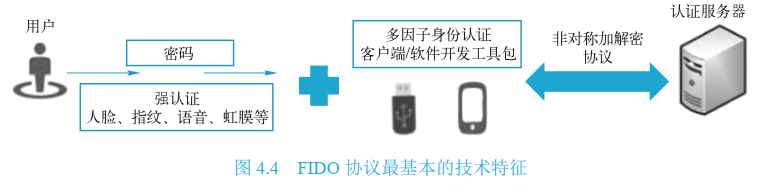 用户
密码
强认证
人脸、指纹、语音、虹膜等
多因子身份认证
客户端/软件开发工具包
非对称加解密
协议
认证服务器
图 4.4 FIDO 协议最基本的技术特征